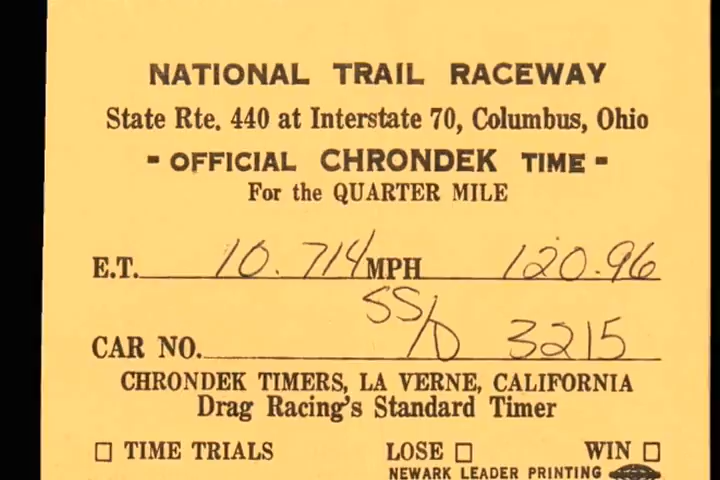 NATIONAL TRAIL RACEWAY
State Rte. 440 at Interstate 70, Columbus, Ohio
- OFFICIAL CHRONDEK TIME -
For the QUARTER MILE
E.T. 10.714 MPH 120.96
CAR NO. SS/D 3215
CHRONDEK TIMERS, LA VERNE, CALIFORNIA
Drag Racing's Standard Timer
☐ TIME TRIALS LOSE ☐ WIN ☐
NEWARK LEADER PRINTING